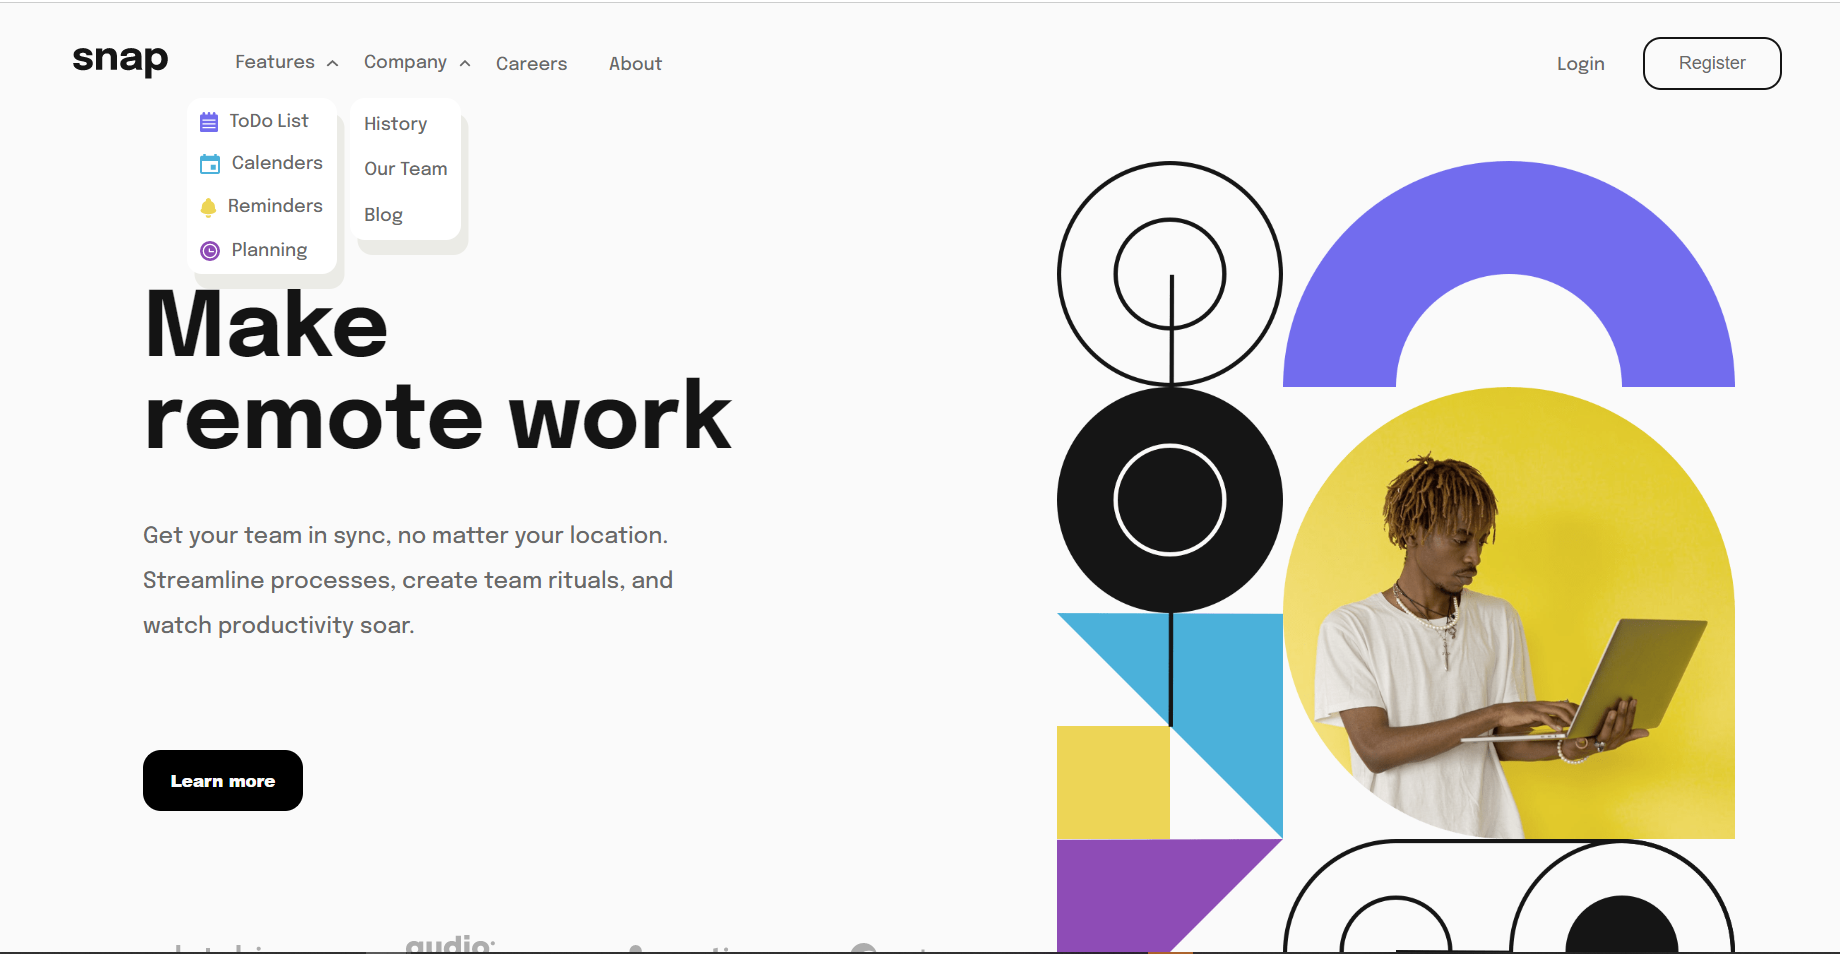 snap
Features
Company
Careers
About
Login
Register
ToDo List
Calenders
Reminders
Planning
History
Our Team
Blog
Make
remote work
Get your team in sync, no matter your location.
Streamline processes, create team rituals, and
watch productivity soar.
Learn more
audio